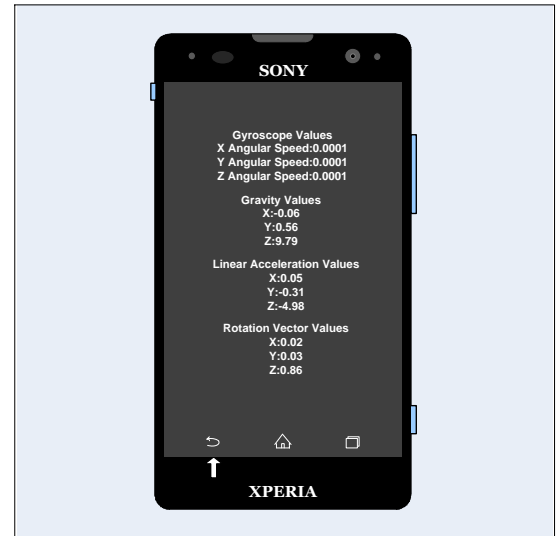 SONY
Gyroscope Values
X Angular Speed:0.0001
Y Angular Speed:0.0001
Z Angular Speed:0.0001
Gravity Values
X:-0.06
Y:0.56
Z:9.79
Linear Acceleration Values
X:0.05
Y:-0.31
Z:-4.98
Rotation Vector Values
X:0.02
Y:0.03
Z:0.86
XPERIA